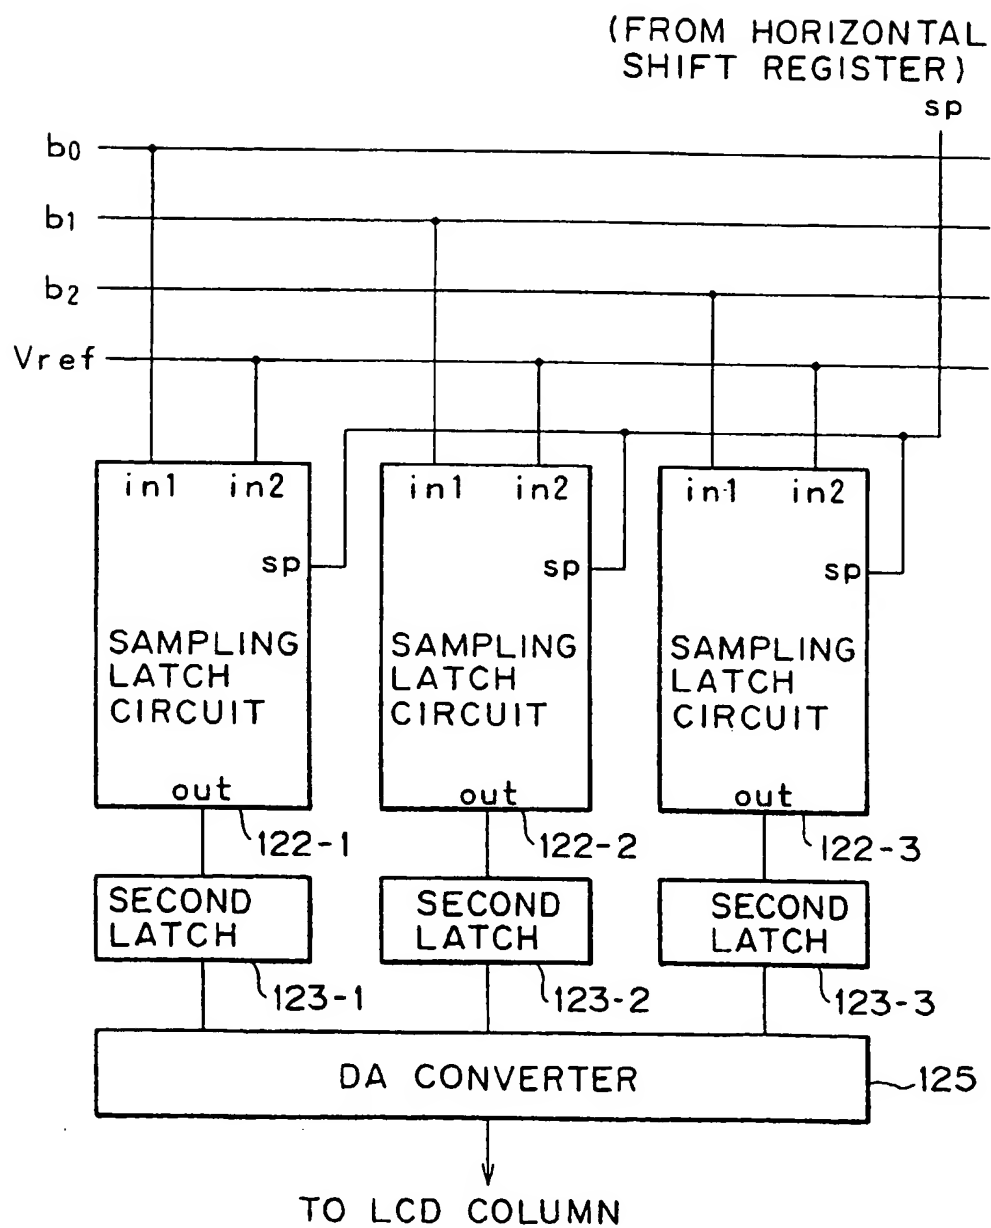 (FROM HORIZONTAL
SHIFT REGISTER)
sp
b0
b1
b2
Vref
in1 in2
in1 in2
in1 in2
sp
sp
sp
SAMPLING
LATCH
CIRCUIT
SAMPLING
LATCH
CIRCUIT
SAMPLING
LATCH
CIRCUIT
out
out
out
122-1
122-2
122-3
SECOND
LATCH
SECOND
LATCH
SECOND
LATCH
123-1
123-2
123-3
DA CONVERTER
125
TO LCD COLUMN